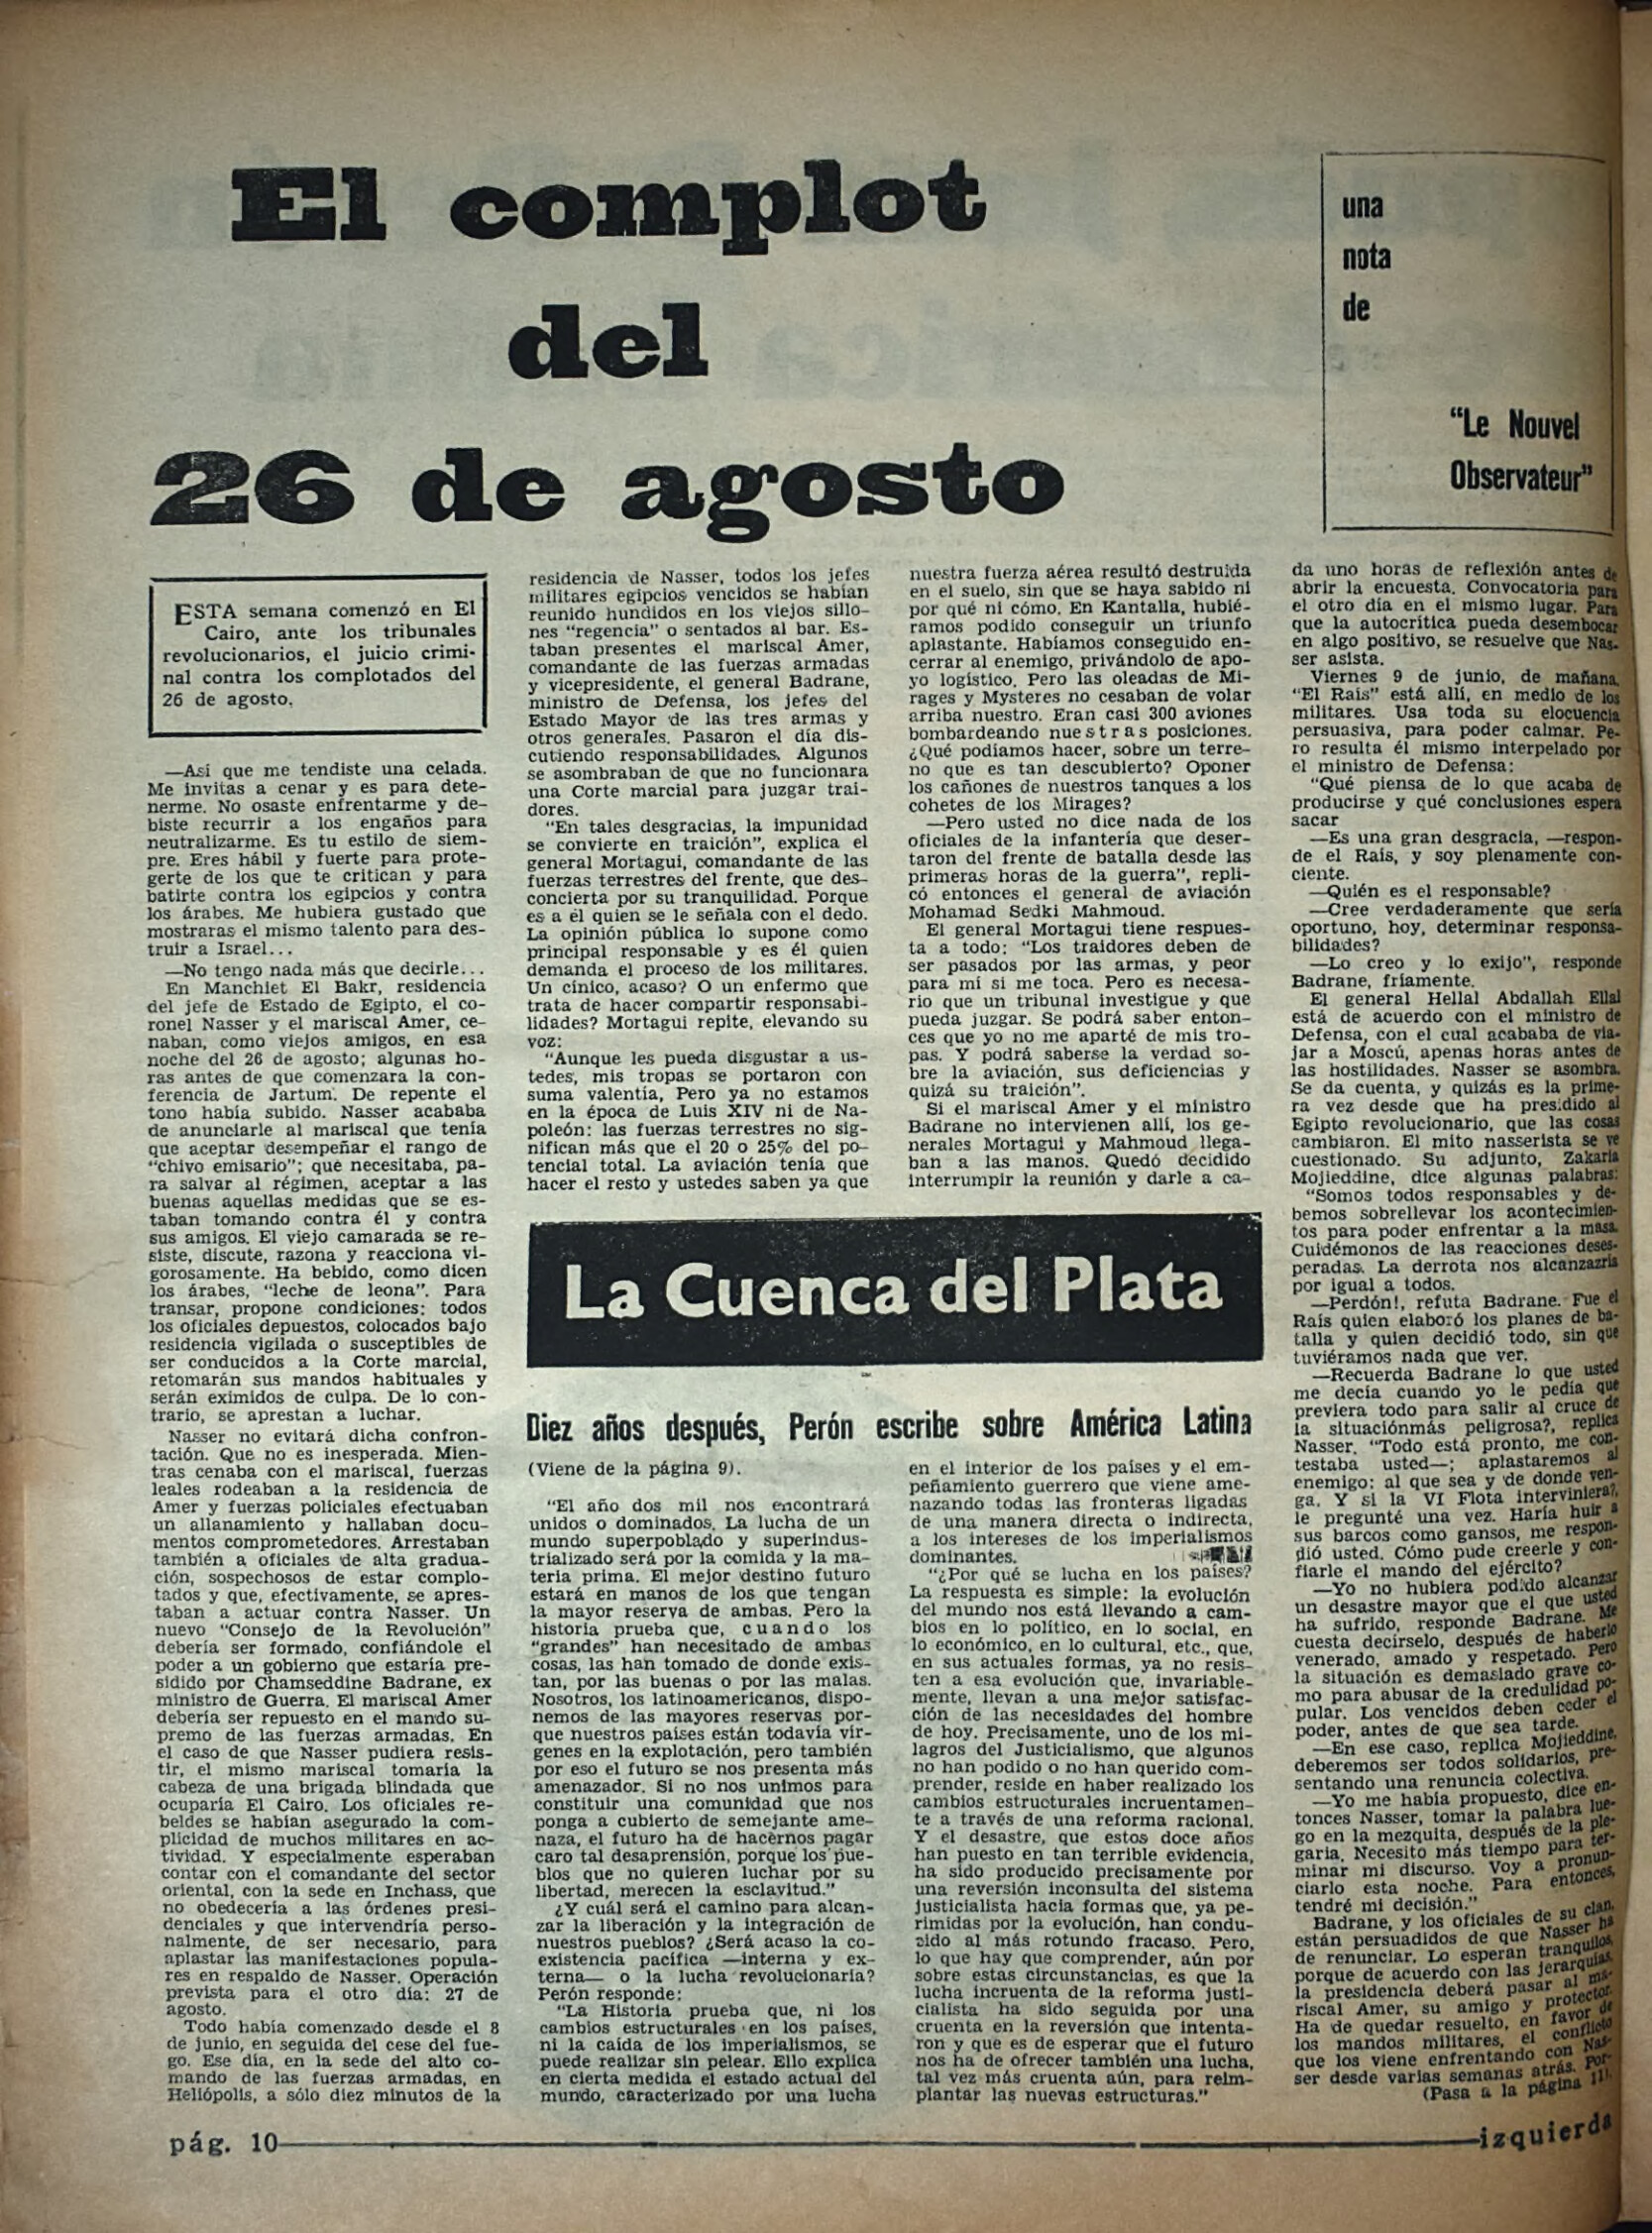 El complot
del
26 de agosto
una
nota
de
“Le Nouvel
Observateur”
ESTA semana comenzó en El
Cairo, ante los tribunales
revolucionarios, el juicio crimi-
nal contra los complotados del
26 de agosto.
—Asi que me tendiste una celada.
Me invitas a cenar y es para dete-
nerme. No osaste enfrentarme y de-
biste recurrir a los engaños para
neutralizarme. Es tu estilo de siem-
pre. Eres hábil y fuerte para prote-
gerte de los que te critican y para
batirte contra los egipcios y contra
los árabes. Me hubiera gustado que
mostraras el mismo talento para des-
truir a Israel...
—No tengo nada más que decirle...
En Manchiet El Bakr, residencia
del jefe de Estado de Egipto, el co-
ronel Nasser y el mariscal Amer, ce-
naban, como viejos amigos, en esa
noche del 26 de agosto; algunas ho-
ras antes de que comenzara la con-
ferencia de Jartum. De repente el
tono había subido. Nasser acababa
de anunciarle al mariscal que tenía
que aceptar desempeñar el rango de
“chivo emisario”; que necesitaba, pa-
ra salvar al régimen, aceptar a las
buenas aquellas medidas que se es-
taban tomando contra él y contra
sus amigos. El viejo camarada se re-
siste, discute, razona y reacciona vi-
gorosamente. Ha bebido, como dicen
los árabes, “leche de leona”. Para
transar, propone condiciones: todos
los oficiales depuestos, colocados bajo
residencia vigilada o susceptibles de
ser conducidos a la Corte marcial,
retomarán sus mandos habituales y
serán eximidos de culpa. De lo con-
trario, se aprestan a luchar.
Nasser no evitará dicha confron-
tación. Que no es inesperada. Mien-
tras cenaba con el mariscal, fuerzas
leales rodeaban a la residencia de
Amer y fuerzas policiales efectuaban
un allanamiento y hallaban docu-
mentos comprometedores. Arrestaban
también a oficiales de alta gradua-
ción, sospechosos de estar complo-
tados y que, efectivamente, se apres-
taban a actuar contra Nasser. Un
nuevo “Consejo de la Revolución”
debería ser formado, confiándole el
poder a un gobierno que estaría pre-
sidido por Chamseddine Badrane, ex
ministro de Guerra. El mariscal Amer
debería ser repuesto en el mando su-
premo de las fuerzas armadas. En
el caso de que Nasser pudiera resis-
tir, el mismo mariscal tomaría la
cabeza de una brigada blindada que
ocuparía El Cairo. Los oficiales re-
beldes se habían asegurado la com-
plicidad de muchos militares en ac-
tividad. Y especialmente esperaban
contar con el comandante del sector
oriental, con la sede en Inchass, que
no obedecería a las órdenes presi-
denciales y que intervendría perso-
nalmente, de ser necesario, para
aplastar las manifestaciones popula-
res en respaldo de Nasser. Operación
prevista para el otro día: 27 de
agosto.
Todo había comenzado desde el 8
de junio, en seguida del cese del fue-
go. Ese día, en la sede del alto co-
mando de las fuerzas armadas, en
Heliópolis, a sólo diez minutos de la
residencia de Nasser, todos los jefes
militares egipcios vencidos se habían
reunido hundidos en los viejos sillo-
nes “regencia” o sentados al bar. Es-
taban presentes el mariscal Amer,
comandante de las fuerzas armadas
y vicepresidente, el general Badrane,
ministro de Defensa, los jefes del
Estado Mayor de las tres armas y
otros generales. Pasaron el día dis-
cutiendo responsabilidades. Algunos
se asombraban de que no funcionara
una Corte marcial para juzgar trai-
dores.
“En tales desgracias, la impunidad
se convierte en traición”, explica el
general Mortagui, comandante de las
fuerzas terrestres del frente, que des-
concierta por su tranquilidad. Porque
es a él quien se le señala con el dedo.
La opinión pública lo supone como
principal responsable y es él quien
demanda el proceso de los militares.
Un cínico, acaso? O un enfermo que
trata de hacer compartir responsabi-
lidades? Mortagui repite, elevando su
voz:
“Aunque les pueda disgustar a us-
tedes, mis tropas se portaron con
suma valentía, Pero ya no estamos
en la época de Luis XIV ni de Na-
poleón: las fuerzas terrestres no sig-
nifican más que el 20 o 25% del po-
tencial total. La aviación tenía que
hacer el resto y ustedes saben ya que
nuestra fuerza aérea resultó destruida
en el suelo, sin que se haya sabido ni
por qué ni cómo. En Kantalla, hubié-
ramos podido conseguir un triunfo
aplastante. Habíamos conseguido en-
cerrar al enemigo, privándolo de apo-
yo logístico. Pero las oleadas de Mi-
rages y Mysteres no cesaban de volar
arriba nuestro. Eran casi 300 aviones
bombardeando nuestras posiciones.
¿Qué podíamos hacer, sobre un terre-
no que es tan descubierto? Oponer
los cañones de nuestros tanques a los
cohetes de los Mirages?
—Pero usted no dice nada de los
oficiales de la infantería que deser-
taron del frente de batalla desde las
primeras horas de la guerra”, repli-
có entonces el general de aviación
Mohamad Sedki Mahmoud.
El general Mortagui tiene respues-
ta a todo: “Los traidores deben de
ser pasados por las armas, y peor
para mí si me toca. Pero es necesa-
rio que un tribunal investigue y que
pueda juzgar. Se podrá saber enton-
ces que yo no me aparté de mis tro-
pas. Y podrá saberse la verdad so-
bre la aviación, sus deficiencias y
quizá su traición”.
Si el mariscal Amer y el ministro
Badrane no intervienen allí, los ge-
nerales Mortagui y Mahmoud llega-
ban a las manos. Quedó decidido
interrumpir la reunión y darle a ca-
da uno horas de reflexión antes de
abrir la encuesta. Convocatoria para
el otro día en el mismo lugar. Para
que la autocrítica pueda desembocar
en algo positivo, se resuelve que Nas-
ser asista.
Viernes 9 de junio, de mañana.
“El Rais” está allí, en medio de los
militares. Usa toda su elocuencia
persuasiva, para poder calmar. Pe-
ro resulta él mismo interpelado por
el ministro de Defensa:
“Qué piensa de lo que acaba de
producirse y qué conclusiones espera
sacar
—Es una gran desgracia, —respon-
de el Rais, y soy plenamente con-
ciente.
—Quién es el responsable?
—Cree verdaderamente que sería
oportuno, hoy, determinar responsa-
bilidades?
—Lo creo y lo exijo”, responde
Badrane, fríamente.
El general Hellal Abdallah Ellal
está de acuerdo con el ministro de
Defensa, con el cual acababa de via-
jar a Moscú, apenas horas antes de
las hostilidades. Nasser se asombra.
Se da cuenta, y quizás es la prime-
ra vez desde que ha presidido al
Egipto revolucionario, que las cosas
cambiaron. El mito nasserista se ve
cuestionado. Su adjunto, Zakaria
Mojieddine, dice algunas palabras:
“Somos todos responsables y de-
bemos sobrellevar los acontecimien-
tos para poder enfrentar a la masa.
Cuidémonos de las reacciones deses-
peradas. La derrota nos alcanzazría
por igual a todos.
—Perdón!, refuta Badrane. Fue el
Rais quien elaboró los planes de ba-
talla y quien decidió todo, sin que
tuviéramos nada que ver.
—Recuerda Badrane lo que usted
me decía cuando yo le pedía que
previera todo para salir al cruce de
la situaciónmás peligrosa?, replica
Nasser. “Todo está pronto, me con-
testaba usted—; aplastaremos al
enemigo: al que sea y de donde ven-
ga. Y si la VI Flota interviniera?,
le pregunté una vez. Haría huir a
sus barcos como gansos, me respon-
dió usted. Cómo pude creerle y con-
fiarle el mando del ejército?
—Yo no hubiera podido alcanzar
un desastre mayor que el que usted
ha sufrido, responde Badrane. Me
cuesta decírselo, después de haberlo
venerado, amado y respetado. Pero
la situación es demasiado grave co-
mo para abusar de la credulidad po-
pular. Los vencidos deben ceder el
poder, antes de que sea tarde.
—En ese caso, replica Mojieddine,
deberemos ser todos solidarios, pre-
sentando una renuncia colectiva.
—Yo me había propuesto, dice en-
tonces Nasser, tomar la palabra lue-
go en la mezquita, después de la ple-
garia. Necesito más tiempo para ter-
minar mi discurso. Voy a pronun-
ciarlo esta noche. Para entonces,
tendré mi decisión.”
Badrane, y los oficiales de su clan,
están persuadidos de que Nasser ha
de renunciar. Lo esperan tranquilos,
porque de acuerdo con las jerarquías,
la presidencia deberá pasar al ma-
riscal Amer, su amigo y protector.
Ha de quedar resuelto, en favor de
los mandos militares, el conflicto
que los viene enfrentando con Nas-
ser desde varias semanas atrás. Por-
(Pasa a la página 11).
La Cuenca del Plata
Diez años después, Perón escribe sobre América Latina
(Viene de la página 9).
“El año dos mil nos encontrará
unidos o dominados. La lucha de un
mundo superpoblado y superindus-
trializado será por la comida y la ma-
teria prima. El mejor destino futuro
estará en manos de los que tengan
la mayor reserva de ambas. Pero la
historia prueba que, cuando los
“grandes” han necesitado de ambas
cosas, las han tomado de donde exis-
tan, por las buenas o por las malas.
Nosotros, los latinoamericanos, dispo-
nemos de las mayores reservas por-
que nuestros países están todavía vír-
genes en la explotación, pero también
por eso el futuro se nos presenta más
amenazador. Si no nos unimos para
constituir una comunidad que nos
ponga a cubierto de semejante ame-
naza, el futuro ha de hacernos pagar
caro tal desaprensión, porque los pue-
blos que no quieren luchar por su
libertad, merecen la esclavitud.”
¿Y cuál será el camino para alcan-
zar la liberación y la integración de
nuestros pueblos? ¿Será acaso la co-
existencia pacífica —interna y ex-
terna— o la lucha revolucionaria?
Perón responde:
“La Historia prueba que, ni los
cambios estructurales en los países,
ni la caída de los imperialismos, se
puede realizar sin pelear. Ello explica
en cierta medida el estado actual del
mundo, caracterizado por una lucha
en el interior de los países y el em-
peñamiento guerrero que viene ame-
nazando todas las fronteras ligadas
de una manera directa o indirecta,
a los intereses de los imperialismos
dominantes.
“¿Por qué se lucha en los países?
La respuesta es simple: la evolución
del mundo nos está llevando a cam-
bios en lo político, en lo social, en
lo económico, en lo cultural, etc., que,
en sus actuales formas, ya no resis-
ten a esa evolución que, invariable-
mente, llevan a una mejor satisfac-
ción de las necesidades del hombre
de hoy. Precisamente, uno de los mi-
lagros del Justicialismo, que algunos
no han podido o no han querido com-
prender, reside en haber realizado los
cambios estructurales incruentamen-
te a través de una reforma racional.
Y el desastre, que estos doce años
han puesto en tan terrible evidencia,
ha sido producido precisamente por
una reversión inconsulta del sistema
justicialista hacia formas que, ya pe-
rimidas por la evolución, han condu-
cido al más rotundo fracaso. Pero,
lo que hay que comprender, aún por
sobre estas circunstancias, es que la
lucha incruenta de la reforma justi-
cialista ha sido seguida por una
cruenta en la reversión que intenta-
ron y que es de esperar que el futuro
nos ha de ofrecer también una lucha,
tal vez más cruenta aún, para reim-
plantar las nuevas estructuras.”
pág. 10
izquierda